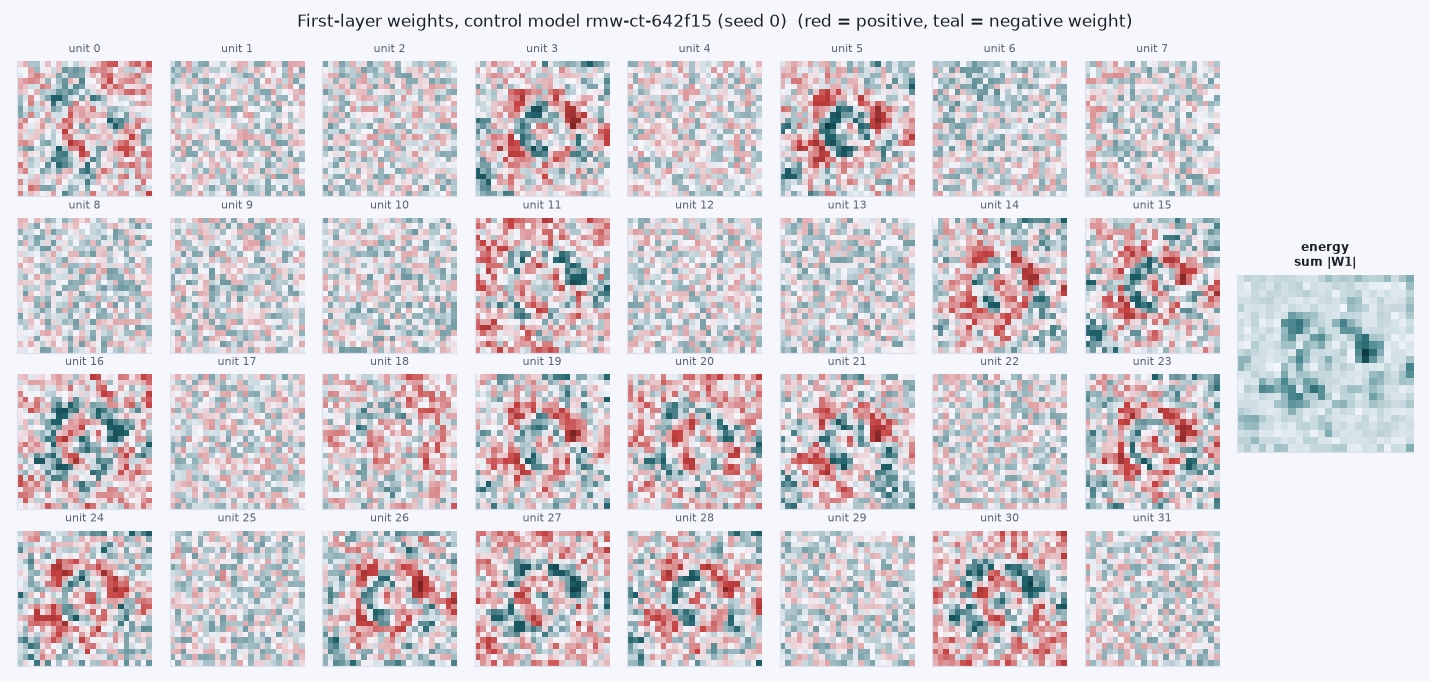 First-layer weights, control model rmw-ct-642f15 (seed 0)  (red = positive, teal = negative weight)
unit 0 unit 1 unit 2 unit 3 unit 4 unit 5 unit 6 unit 7
unit 8 unit 9 unit 10 unit 11 unit 12 unit 13 unit 14 unit 15
energy
sum |W1|
unit 16 unit 17 unit 18 unit 19 unit 20 unit 21 unit 22 unit 23
unit 24 unit 25 unit 26 unit 27 unit 28 unit 29 unit 30 unit 31